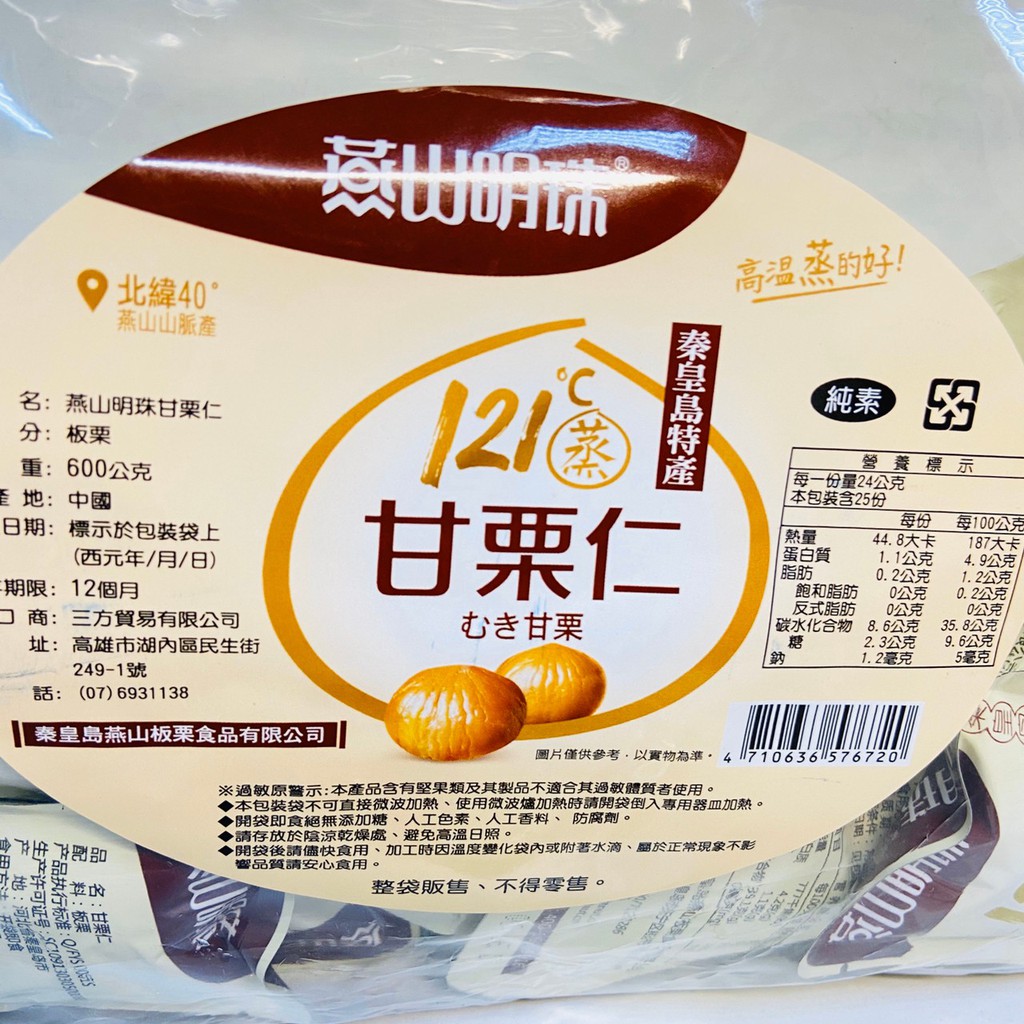 燕山明珠®
北緯40°
燕山山脈產
高溫蒸的好!
121℃
蒸
秦皇島特產
甘栗仁
むき甘栗
純素
名：燕山明珠甘栗仁
分：板栗
重：600公克
產 地：中國
日期：標示於包裝袋上
(西元年/月/日)
期限：12個月
口 商：三方貿易有限公司
址：高雄市湖內區民生街
249-1號
話：(07)6931138
秦皇島燕山板栗食品有限公司
營養標示
每一份量24公克
本包裝含25份
每份 每100公克
熱量 44.8大卡 187大卡
蛋白質 1.1公克 4.9公克
脂肪 0.2公克 1.2公克
飽和脂肪 0公克 0.2公克
反式脂肪 0公克 0公克
碳水化合物 8.6公克 35.8公克
糖 2.3公克 9.6公克
鈉 1.2毫克 5毫克
圖片僅供參考，以實物為準。
4 710636 576720
※過敏原警示:本產品含有堅果類及其製品不適合其過敏體質者使用。
◆本包裝袋不可直接微波加熱、使用微波爐加熱時請開袋倒入專用器皿加熱。
◆開袋即食絕無添加糖、人工色素、人工香料、防腐劑。
◆請存放於陰涼乾燥處、避免高溫日照。
◆開袋後請儘快食用、加工時因溫度變化袋內或附著水滴、屬於正常現象不影
響品質請安心食用。
整袋販售、不得零售。